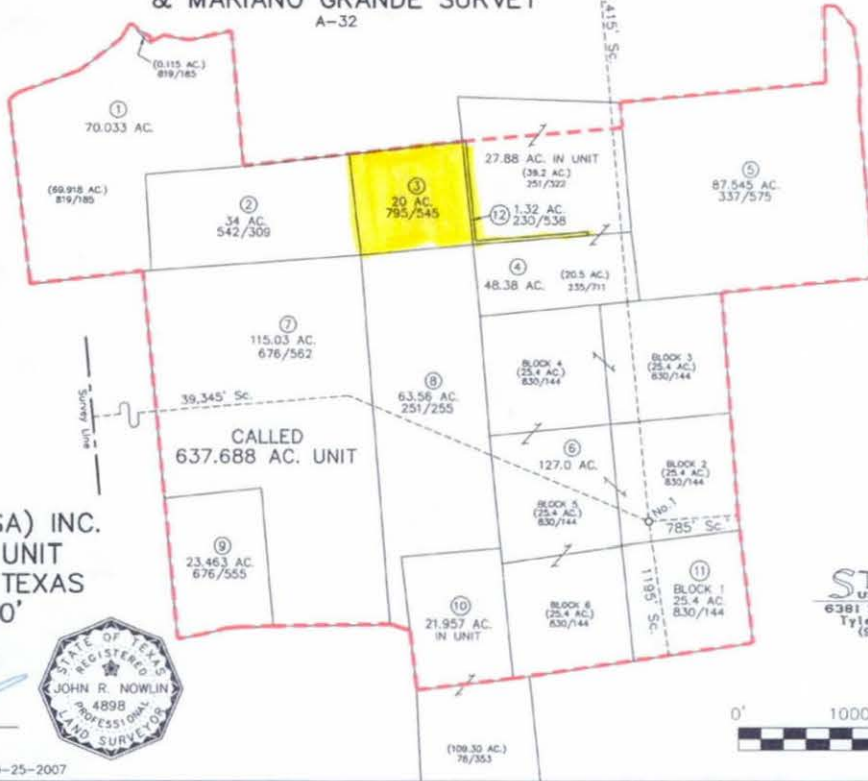 & MARIANO GRANDE SURVEY
A-32
415' Sc.
(0.115 AC.)
819/185
①
70.033 AC.
(69.918 AC.)
819/185
②
34 AC.
542/309
③
20 AC.
795/545
27.88 AC. IN UNIT
(39.2 AC.)
251/322
⑫ 1.32 AC.
230/538
④
48.38 AC.
(20.5 AC.)
235/711
⑤
87.545 AC.
337/575
⑦
115.03 AC.
676/562
⑧
63.56 AC.
251/255
BLOCK 4
(25.4 AC.)
830/144
BLOCK 3
(25.4 AC.)
830/144
Survey Line
39,345' Sc.
CALLED
637.688 AC. UNIT
⑥
127.0 AC.
BLOCK 2
(25.4 AC.)
830/144
BLOCK 5
(25.4 AC.)
830/144
No.1
785' Sc.
1195' Sc.
⑨
23.463 AC.
676/555
⑩
21.957 AC.
IN UNIT
BLOCK 6
(25.4 AC.)
830/144
⑪
BLOCK 1
25.4 AC.
830/144
(109.30 AC.)
78/353
SA) INC.
UNIT
TEXAS
0'
STATE OF TEXAS
REGISTERED
JOHN R. NOWLIN
4898
PROFESSIONAL
LAND SURVEYOR
-25-2007
6381
Tyle
0'
1000